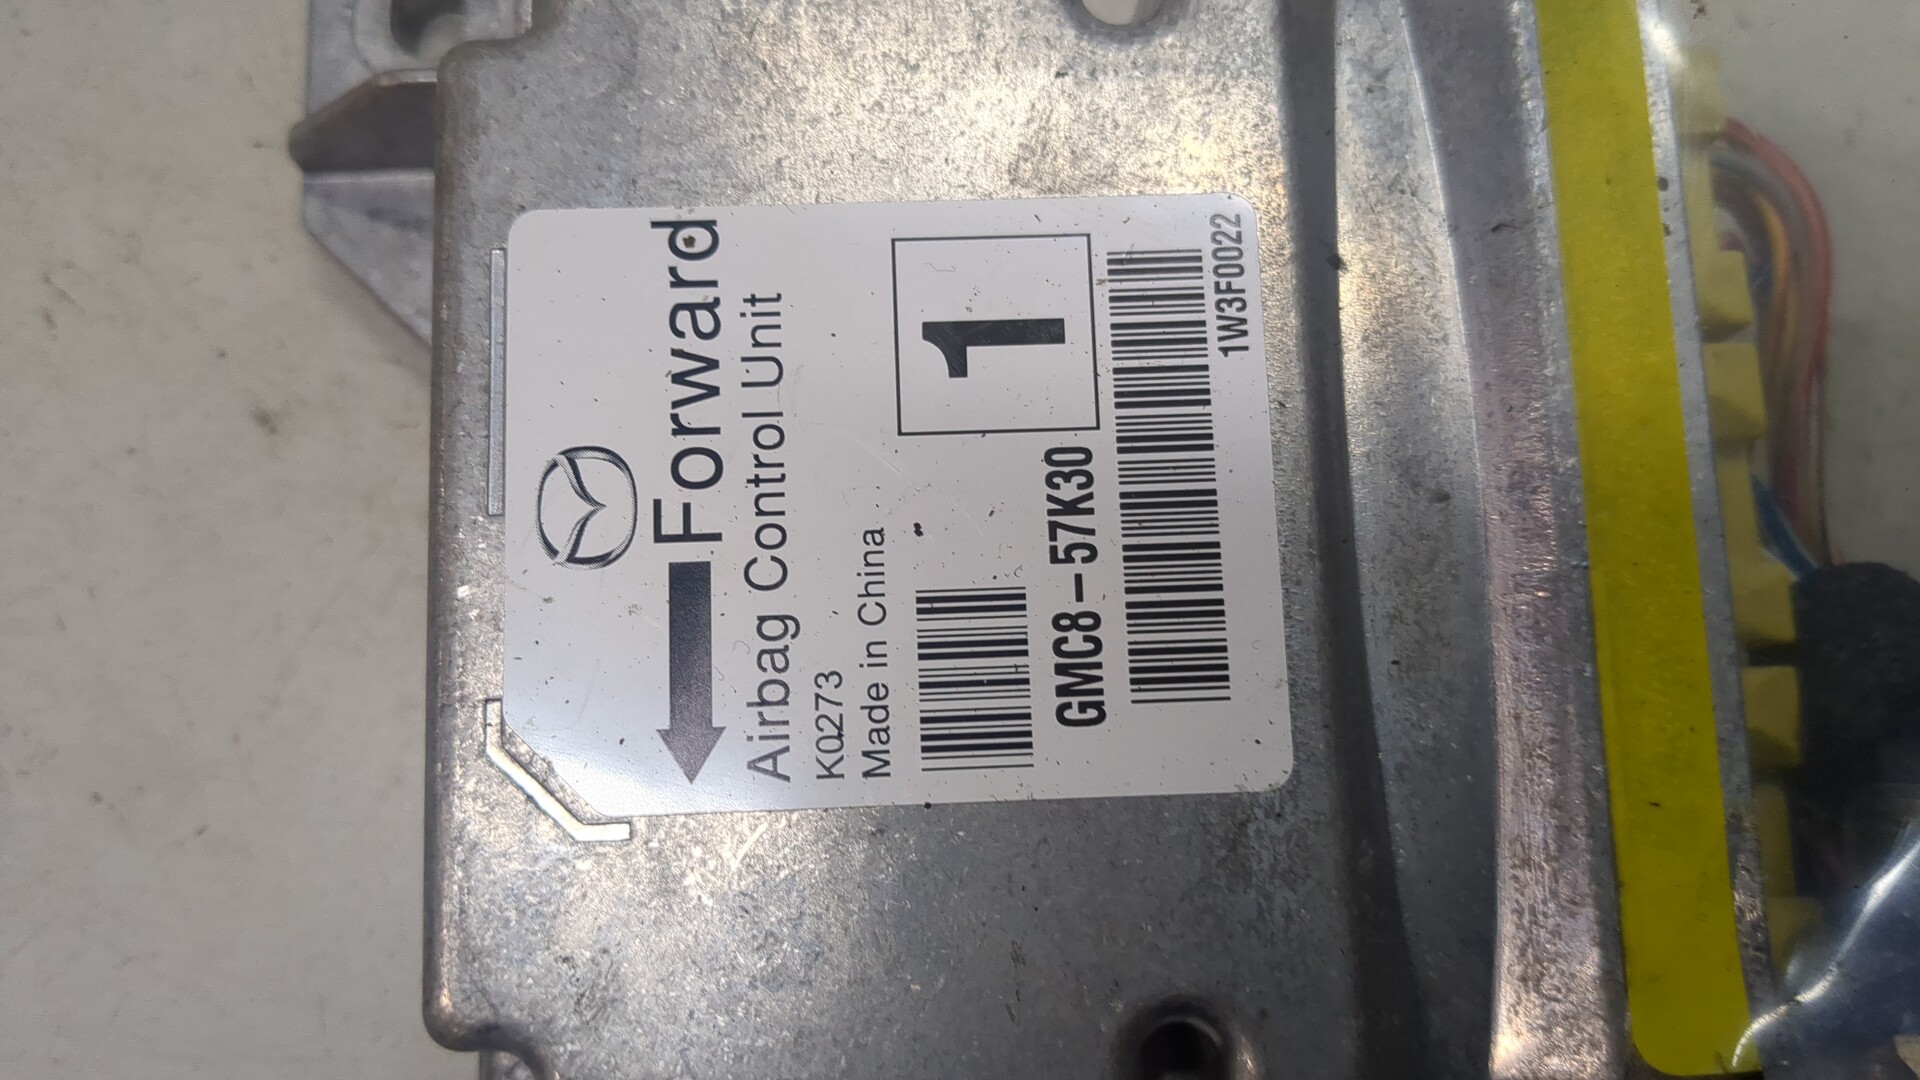 Forward
Airbag Control Unit
K0273
Made in China
1
GMC8-57K30
1W3F0022